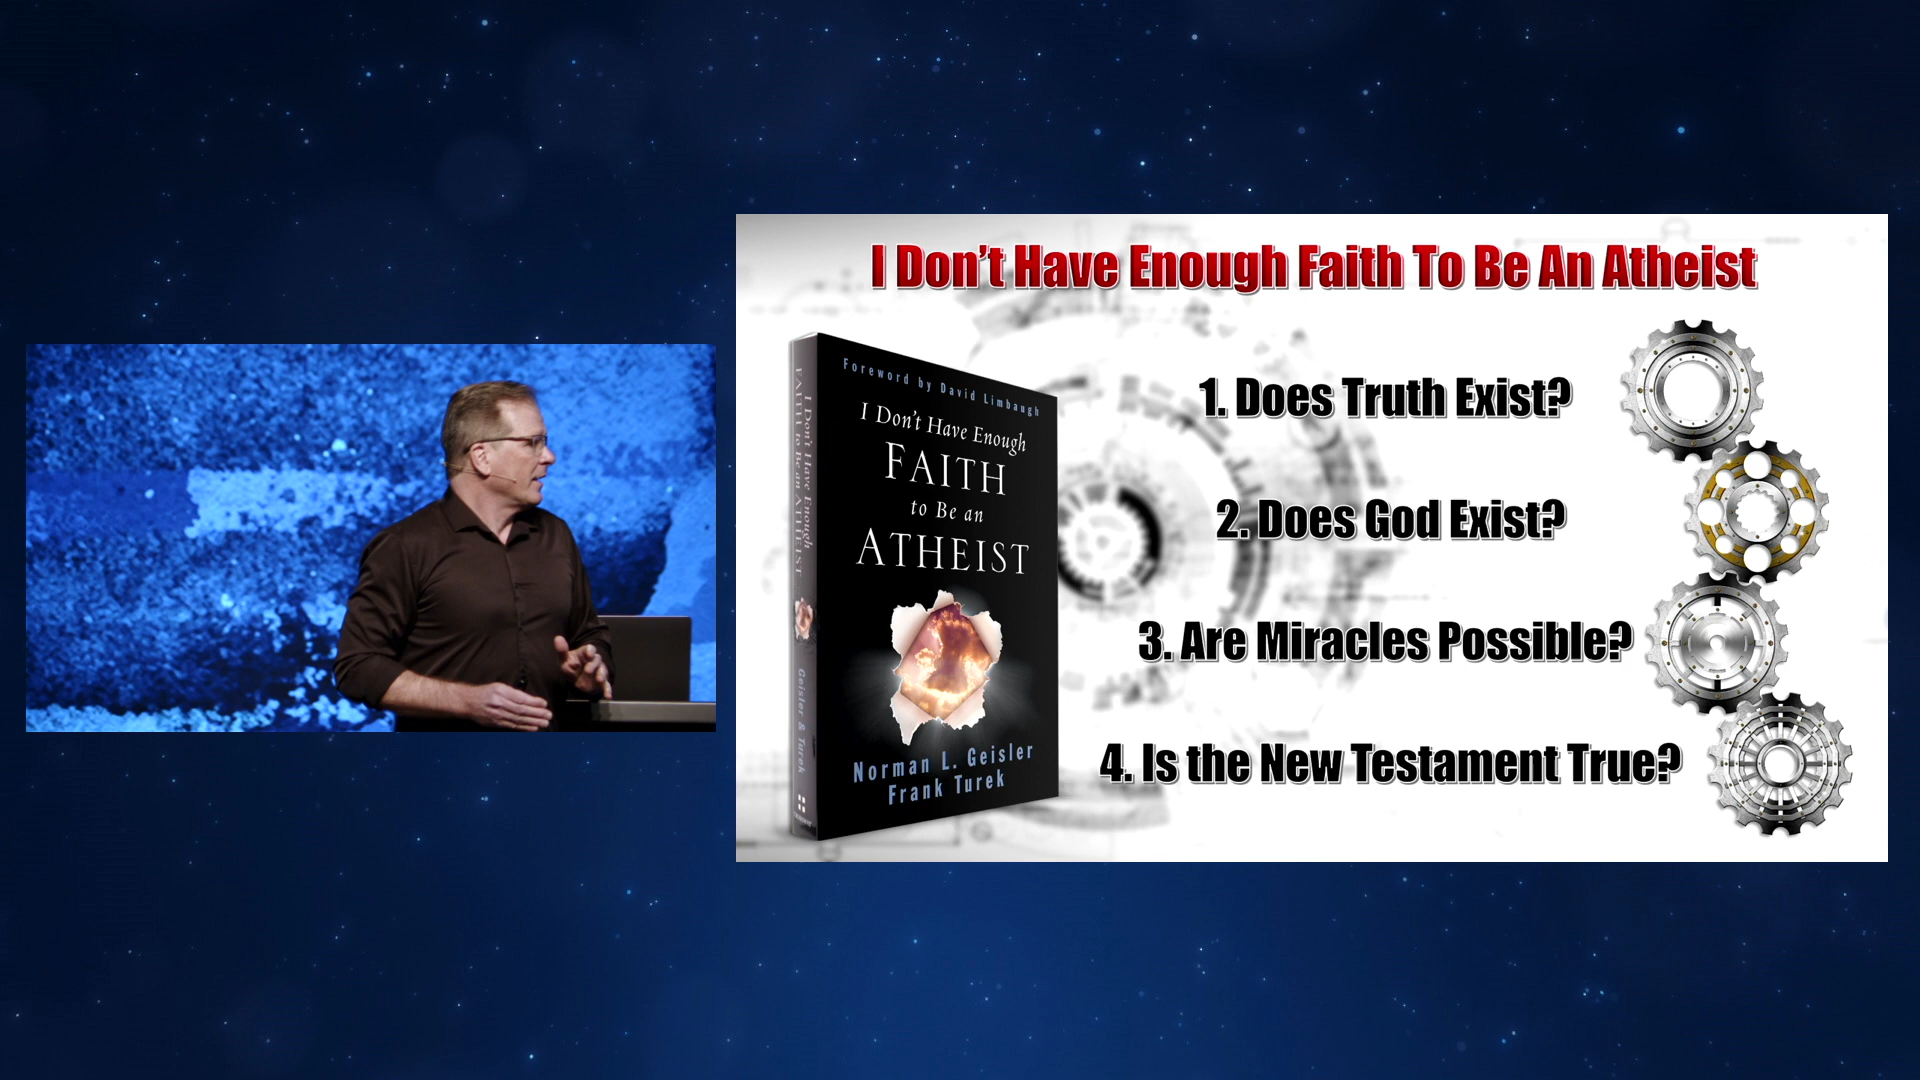 I Don't Have Enough Faith To Be An Atheist
1. Does Truth Exist?
2. Does God Exist?
3. Are Miracles Possible?
4. Is the New Testament True?
Foreword by David Limbaugh
I Don't Have Enough
FAITH
to Be an
ATHEIST
Norman L. Geisler
Frank Turek
I Don't Have Enough
FAITH to Be an ATHEIST
Geisler & Turek